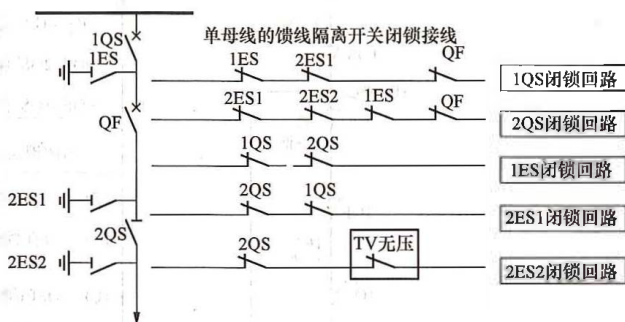 单母线的馈线隔离开关闭锁接线
1QS
1ES
1ES 2ES1 QF
1QS闭锁回路
QF
2ES1 2ES2 1ES QF
2QS闭锁回路
1QS 2QS
1ES闭锁回路
2ES1
2QS 1QS
2ES1闭锁回路
2QS
2ES2
2QS TV无压
2ES2闭锁回路